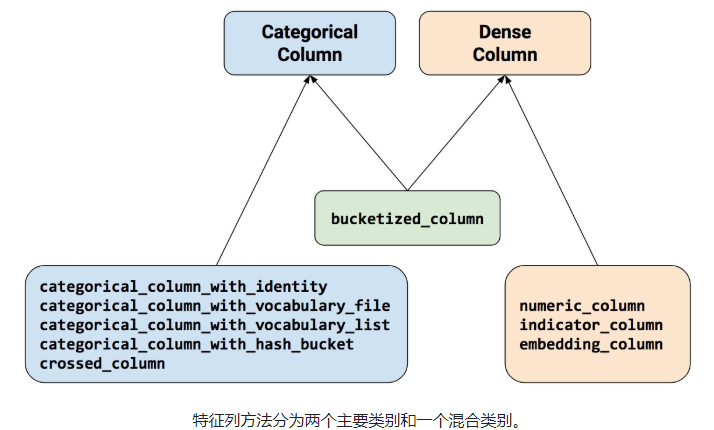 Categorical
Column
Dense
Column
bucketized_column
categorical_column_with_identity
categorical_column_with_vocabulary_file
categorical_column_with_vocabulary_list
categorical_column_with_hash_bucket
crossed_column
numeric_column
indicator_column
embedding_column
特征列方法分为两个主要类别和一个混合类别。